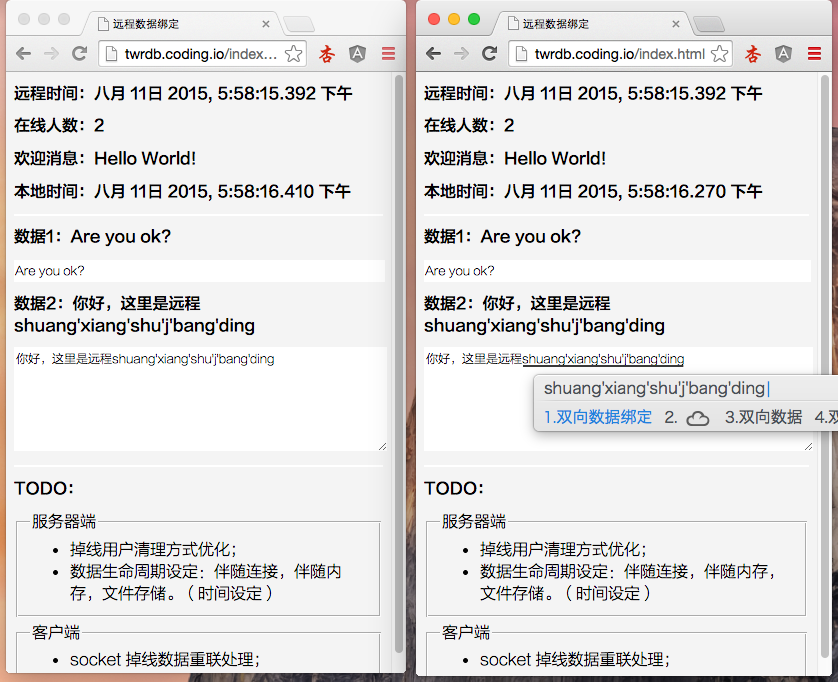 远程数据绑定
twrdb.coding.io/index...
远程时间：八月 11日 2015, 5:58:15.392 下午
在线人数：2
欢迎消息：Hello World!
本地时间：八月 11日 2015, 5:58:16.410 下午
数据1：Are you ok?
Are you ok?
数据2：你好，这里是远程
shuang'xiang'shu'j'bang'ding
你好，这里是远程shuang'xiang'shu'j'bang'ding
TODO:
服务器端
掉线用户清理方式优化；
数据生命周期设定：伴随连接，伴随内
存，文件存储。（时间设定）
客户端
socket 掉线数据重联处理；
远程数据绑定
twrdb.coding.io/index.html
远程时间：八月 11日 2015, 5:58:15.392 下午
在线人数：2
欢迎消息：Hello World!
本地时间：八月 11日 2015, 5:58:16.270 下午
数据1：Are you ok?
Are you ok?
数据2：你好，这里是远程
shuang'xiang'shu'j'bang'ding
你好，这里是远程shuang'xiang'shu'j'bang'ding
shuang'xiang'shu'j'bang'ding
1.双向数据绑定 2. 3.双向数据 4.双
TODO:
服务器端
掉线用户清理方式优化；
数据生命周期设定：伴随连接，伴随内存，
文件存储。（时间设定）
客户端
socket 掉线数据重联处理；